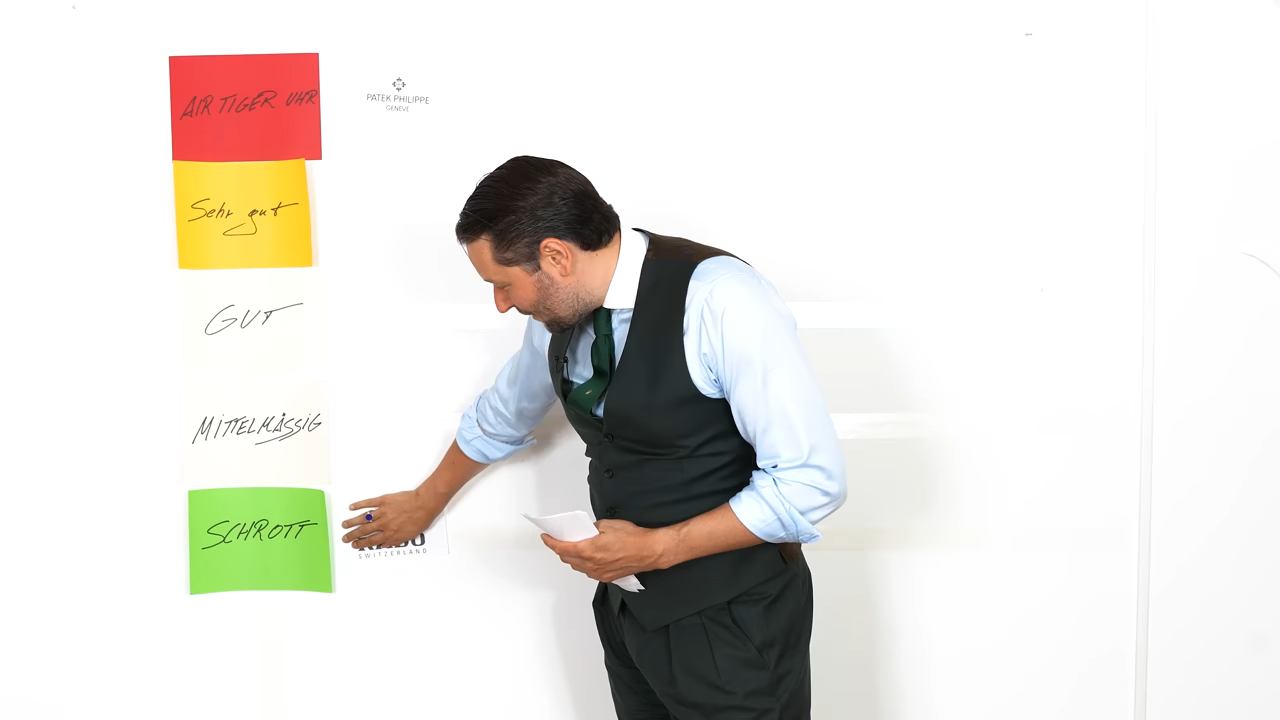 AIR TIGER UHR
PATEK PHILIPPE
GENEVE
Sehr gut
GUT
MITTELMÄSSIG
SCHROTT
SWITZERLAND